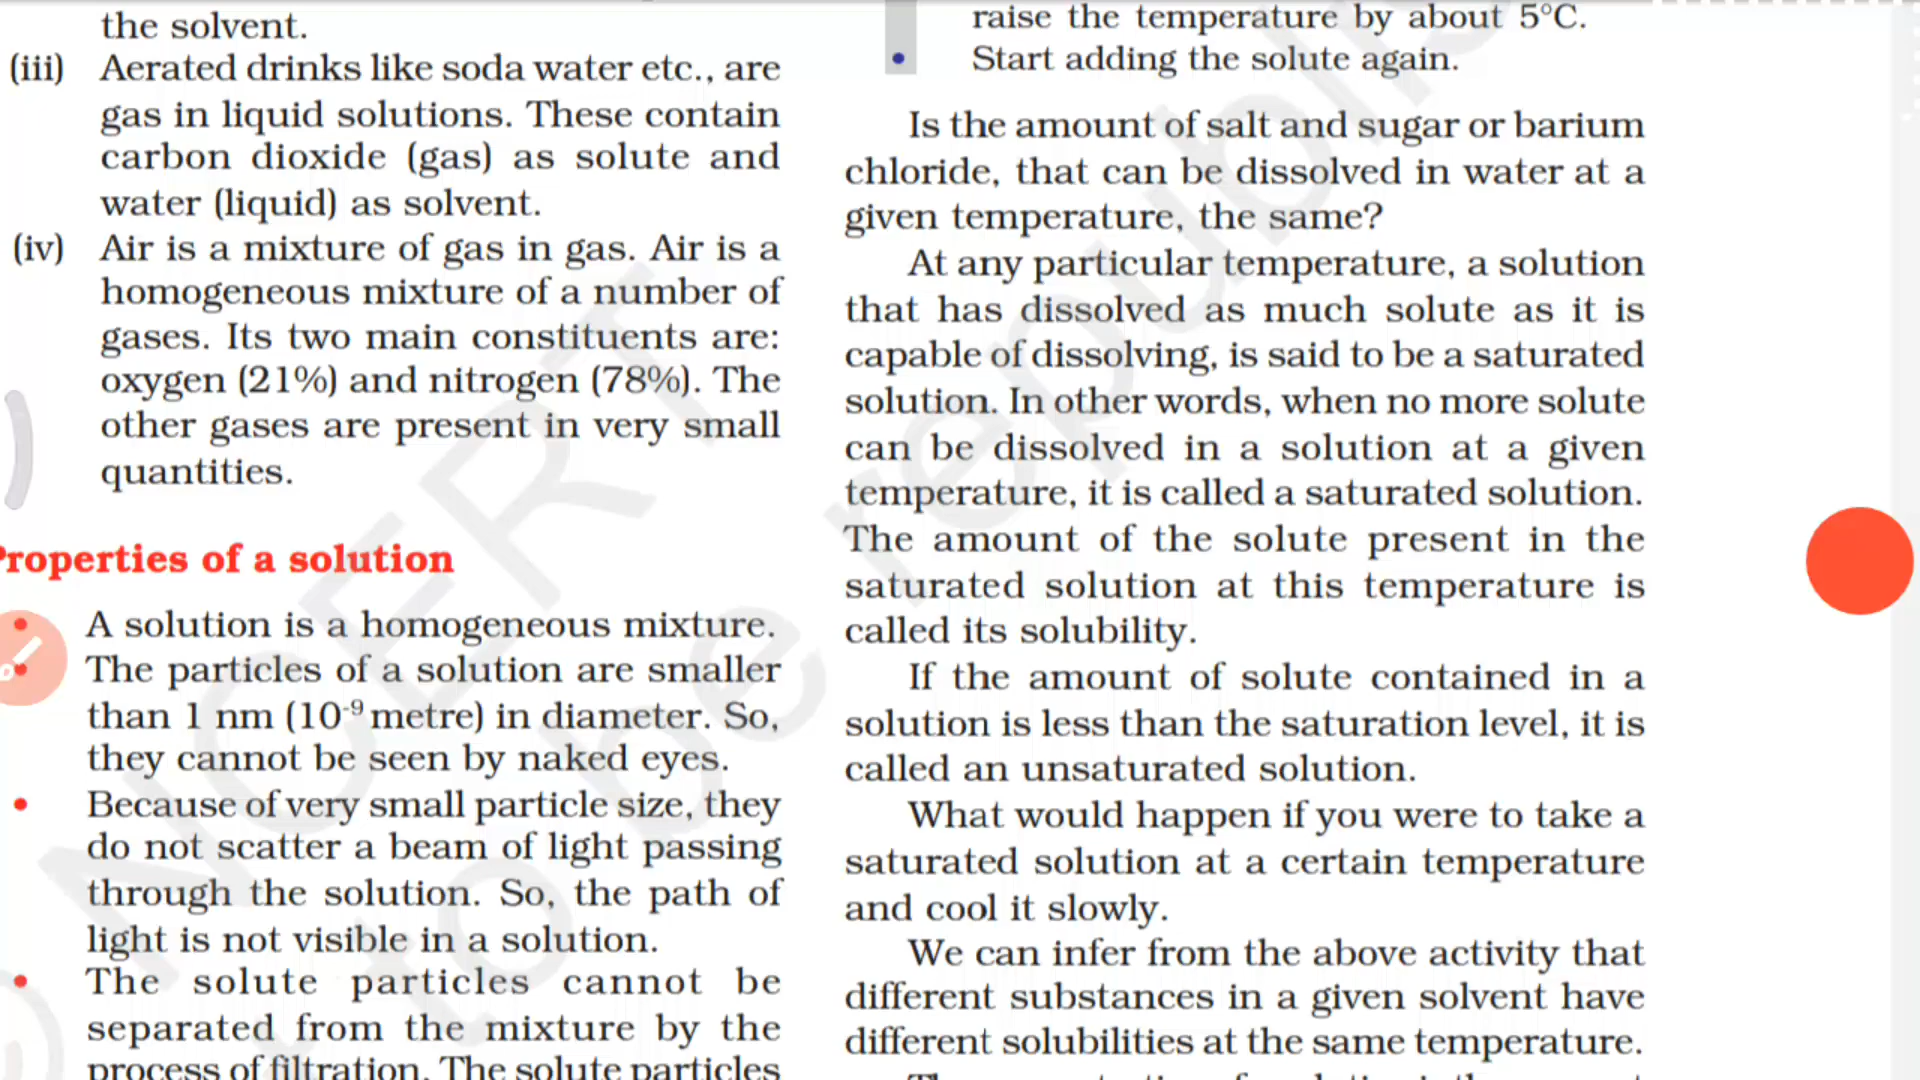 the solvent.
(iii) Aerated drinks like soda water etc., are
gas in liquid solutions. These contain
carbon dioxide (gas) as solute and
water (liquid) as solvent.
(iv) Air is a mixture of gas in gas. Air is a
homogeneous mixture of a number of
gases. Its two main constituents are:
oxygen (21%) and nitrogen (78%). The
other gases are present in very small
quantities.
Properties of a solution
• A solution is a homogeneous mixture.
• The particles of a solution are smaller
than 1 nm (10⁻⁹ metre) in diameter. So,
they cannot be seen by naked eyes.
• Because of very small particle size, they
do not scatter a beam of light passing
through the solution. So, the path of
light is not visible in a solution.
• The solute particles cannot be
separated from the mixture by the
process of filtration. The solute particles
raise the temperature by about 5°C.
• Start adding the solute again.
Is the amount of salt and sugar or barium
chloride, that can be dissolved in water at a
given temperature, the same?
At any particular temperature, a solution
that has dissolved as much solute as it is
capable of dissolving, is said to be a saturated
solution. In other words, when no more solute
can be dissolved in a solution at a given
temperature, it is called a saturated solution.
The amount of the solute present in the
saturated solution at this temperature is
called its solubility.
If the amount of solute contained in a
solution is less than the saturation level, it is
called an unsaturated solution.
What would happen if you were to take a
saturated solution at a certain temperature
and cool it slowly.
We can infer from the above activity that
different substances in a given solvent have
different solubilities at the same temperature.
NCERT
to be republi